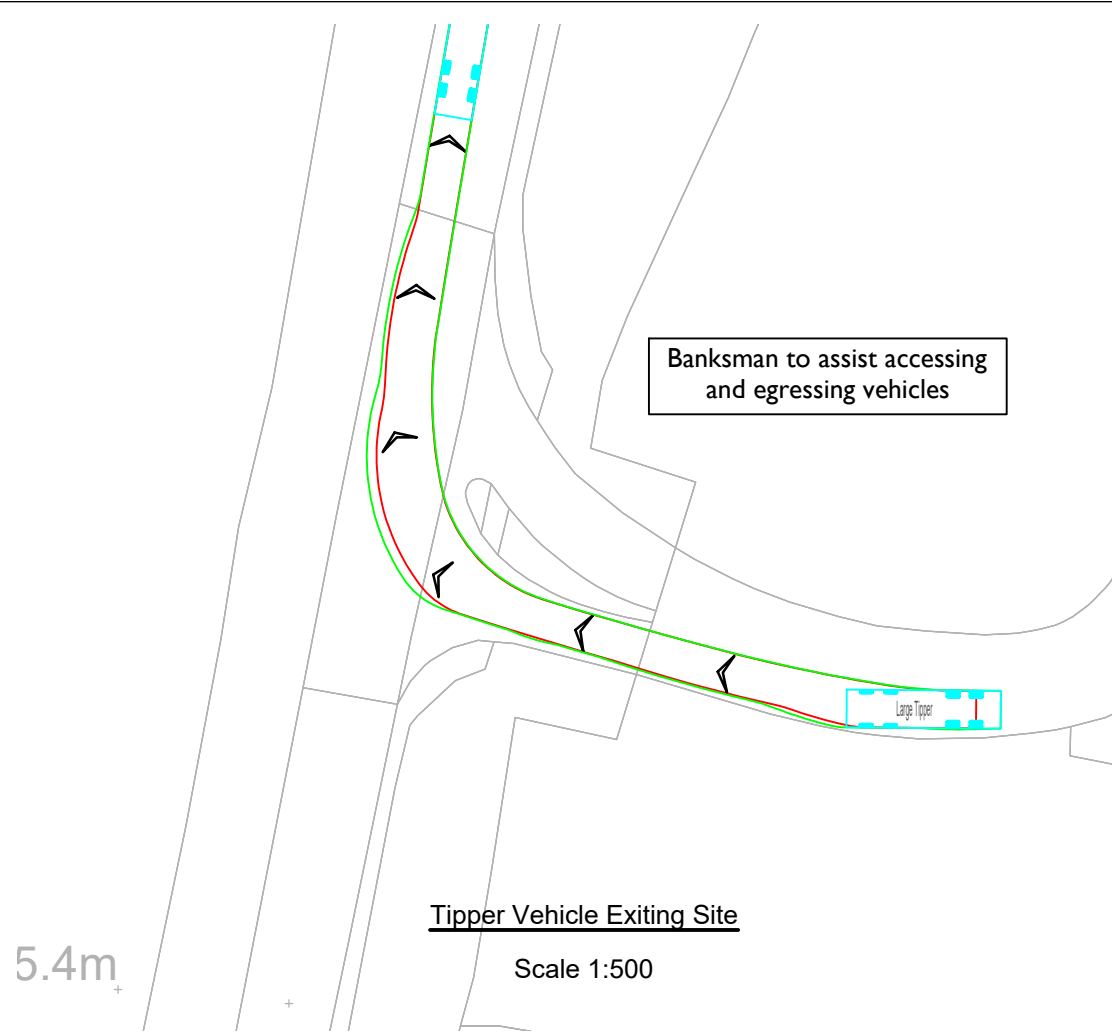 Banksman to assist accessing
and egressing vehicles
Large Tipper
Tipper Vehicle Exiting Site
Scale 1:500
5.4m